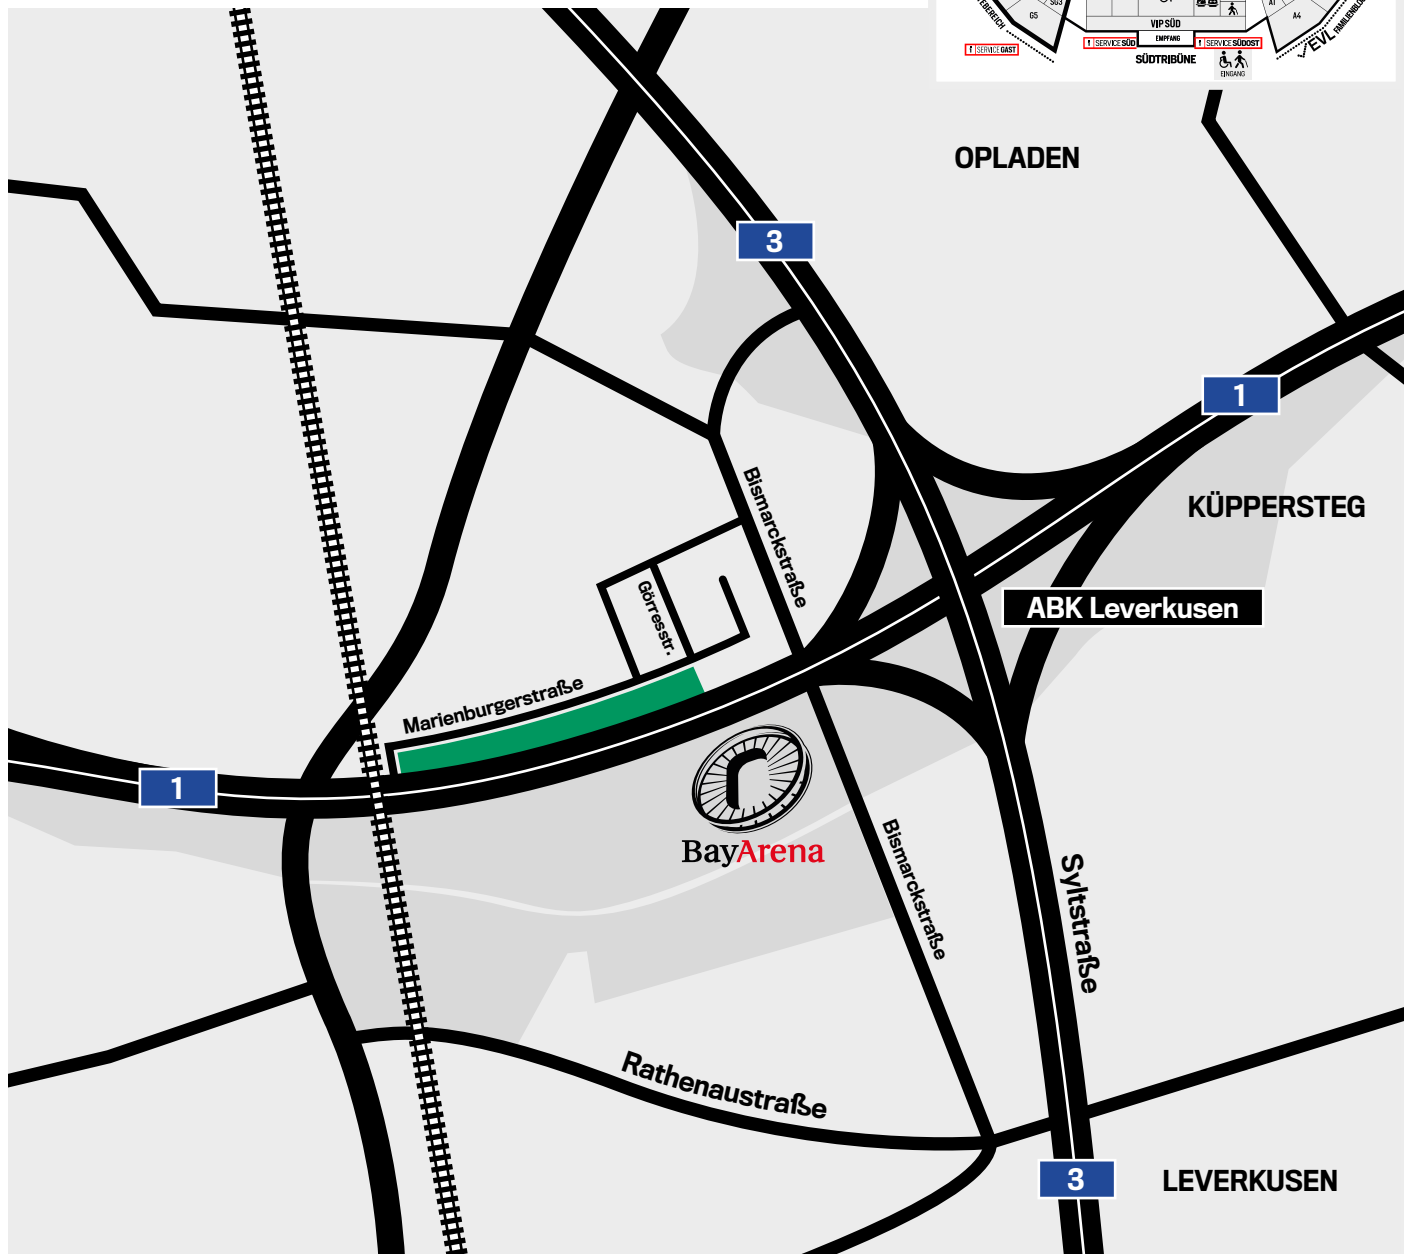 SG3
G5
VIP SÜD
A1
A4
SERVICE GAST
SERVICE SÜD
EMPFANG
SERVICE SÜDOST
EVL
SÜDTRIBÜNE
EINGANG
OPLADEN
3
1
KÜPPERSTEG
Bismarckstraße
Görresstr.
ABK Leverkusen
Marienburgerstraße
1
BayArena
Bismarckstraße
Syltstraße
Rathenaustraße
3
LEVERKUSEN